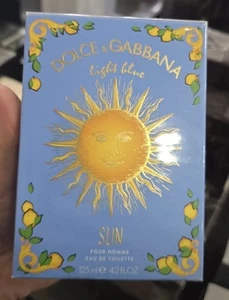 DOLCE & GABBANA
light blue
SUN
POUR HOMME
EAU DE TOILETTE
125 ml 4.2 FL.OZ.